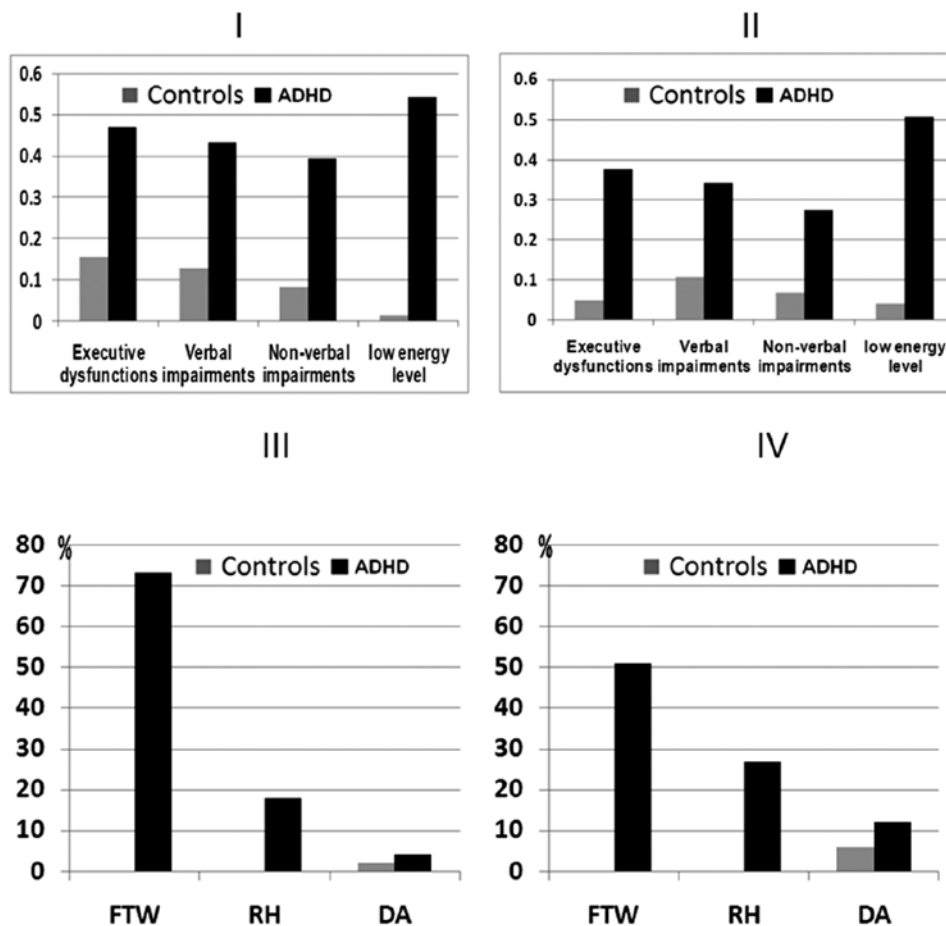 I
0.6
0.5
0.4
0.3
0.2
0.1
0
Controls ADHD
Executive dysfunctions
Verbal impairments
Non-verbal impairments
low energy level
II
0.6
0.5
0.4
0.3
0.2
0.1
0
Controls ADHD
Executive dysfunctions
Verbal impairments
Non-verbal impairments
low energy level
III
80
70
60
50
40
30
20
10
0
%
Controls ADHD
FTW RH DA
IV
80
70
60
50
40
30
20
10
0
%
Controls ADHD
FTW RH DA